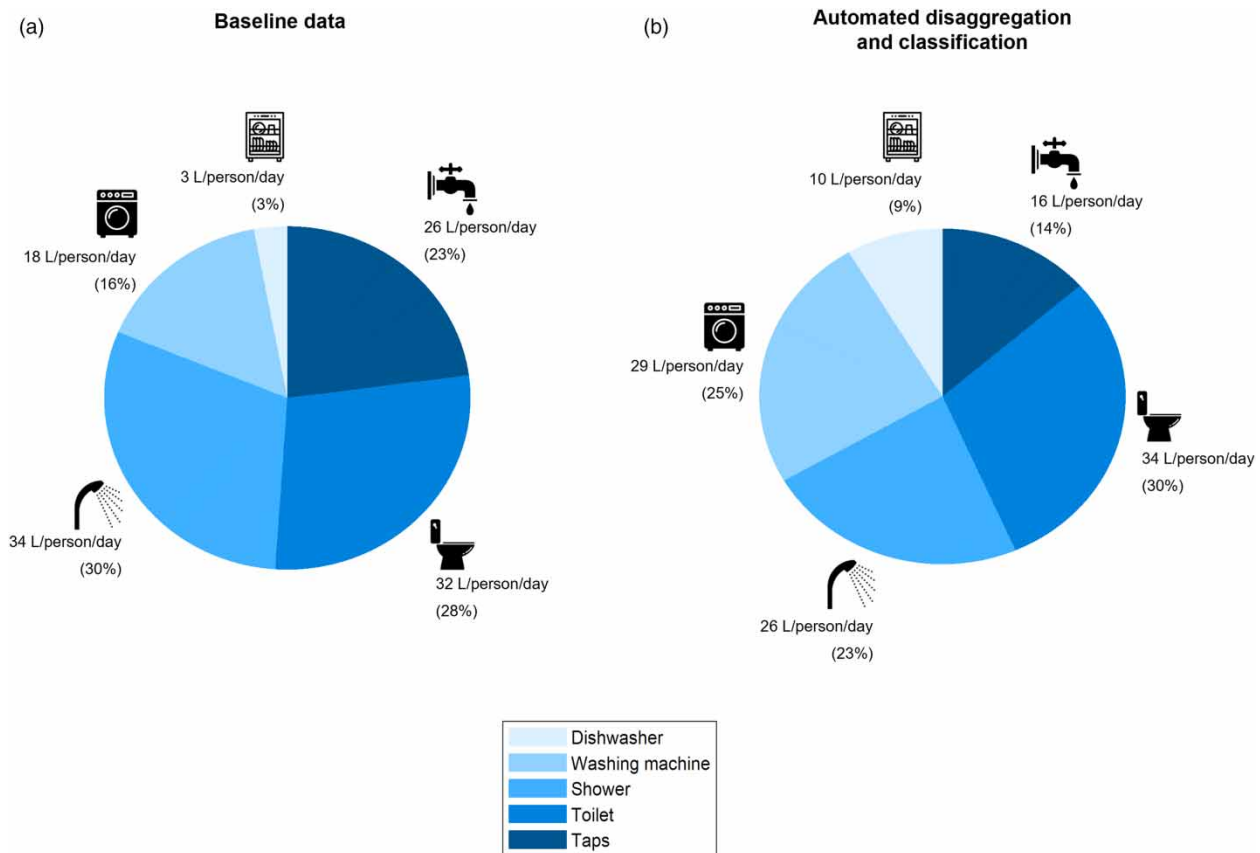 (a)
Baseline data
3 L/person/day
(3%)
26 L/person/day
(23%)
18 L/person/day
(16%)
34 L/person/day
(30%)
32 L/person/day
(28%)
(b)
Automated disaggregation
and classification
10 L/person/day
(9%)
16 L/person/day
(14%)
29 L/person/day
(25%)
34 L/person/day
(30%)
26 L/person/day
(23%)
Dishwasher
Washing machine
Shower
Toilet
Taps